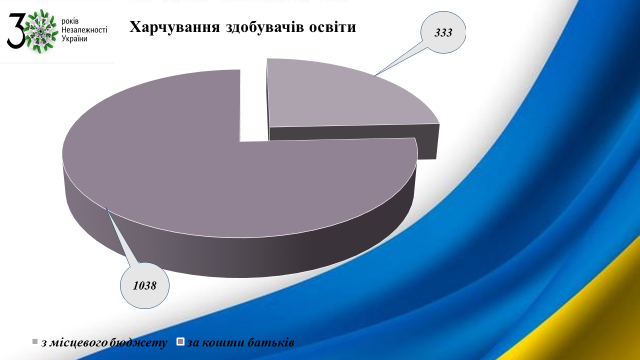 30 років
Незалежності
України
Харчування здобувачів освіти
333
1038
з місцевого бюджету за кошти батьків